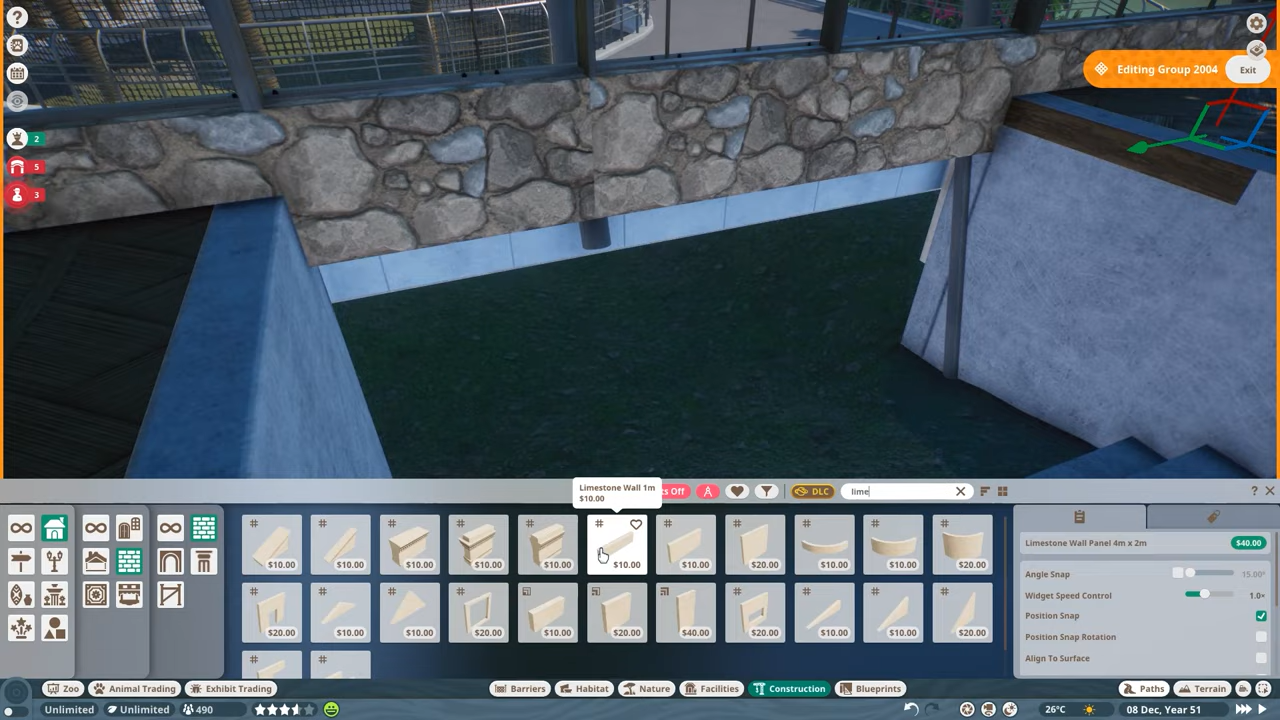 Editing Group 2004
Exit
2
5
3
Limestone Wall 1m
$10.00
ts Off
DLC
lime
$10.00
$10.00
$10.00
$10.00
$10.00
$10.00
$10.00
$20.00
$10.00
$10.00
$20.00
$20.00
$10.00
$10.00
$20.00
$10.00
$20.00
$40.00
$20.00
$10.00
$10.00
$20.00
?
Limestone Wall Panel 4m x 2m
$40.00
Angle Snap
15.00°
Widget Speed Control
1.0×
Position Snap
Position Snap Rotation
Align To Surface
Zoo
Animal Trading
Exhibit Trading
Barriers
Habitat
Nature
Facilities
Construction
Blueprints
Paths
Terrain
Unlimited
Unlimited
490
26°C
08 Dec, Year 51